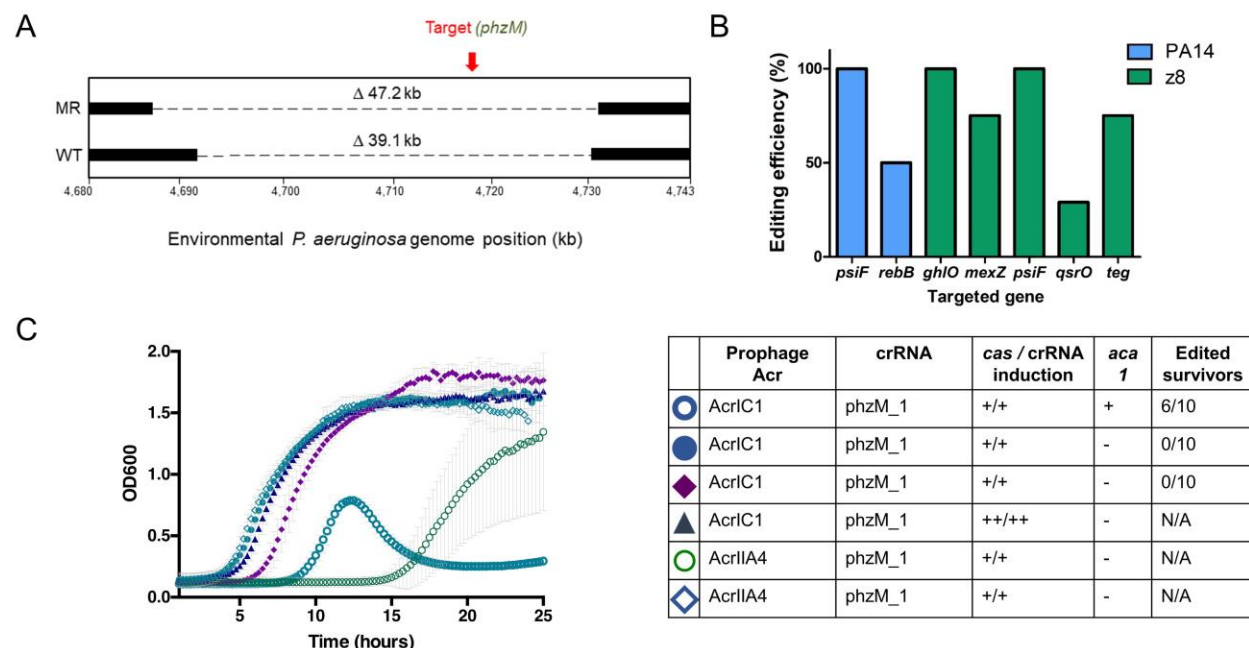 A
Target (phzM)
MR
Δ 47.2 kb
WT
Δ 39.1 kb
4,680 4,690 4,700 4,710 4,720 4,730 4,743
Environmental P. aeruginosa genome position (kb)
B
PA14
z8
Editing efficiency (%)
100
50
0
psiF rebB ghlO mexZ psiF qsrO teg
Targeted gene
C
OD600
2.0
1.5
1.0
0.5
0.0
5 10 15 20 25
Time (hours)
Prophage Acr crRNA cas / crRNA induction aca 1 Edited survivors
AcrIC1 phzM_1 +/+ + 6/10
AcrIC1 phzM_1 +/+ - 0/10
AcrIC1 phzM_1 +/+ - 0/10
AcrIC1 phzM_1 ++/++ - N/A
AcrIIA4 phzM_1 +/+ - N/A
AcrIIA4 phzM_1 +/+ - N/A